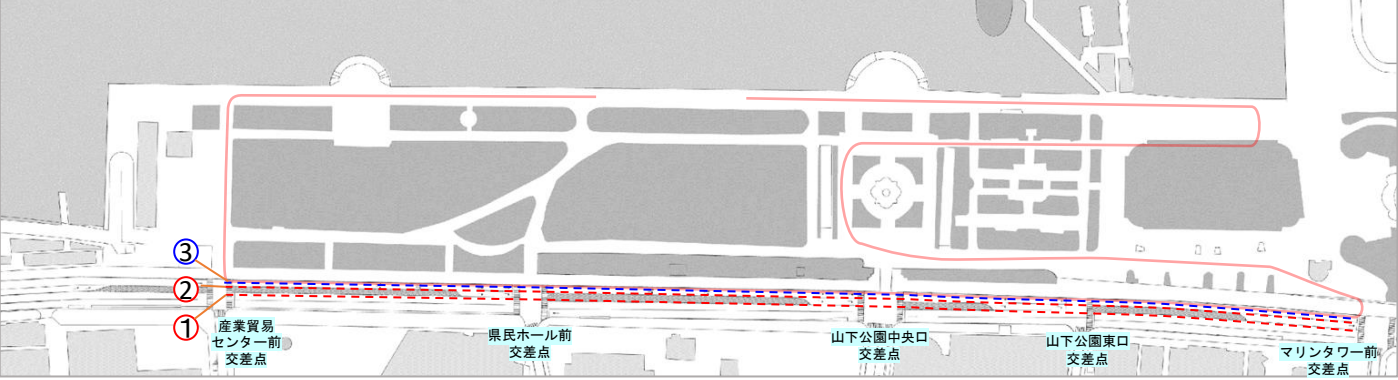 ③
②
①
産業貿易
センター前
交差点
県民ホール前
交差点
山下公園中央口
交差点
山下公園東口
交差点
マリンタワー前
交差点